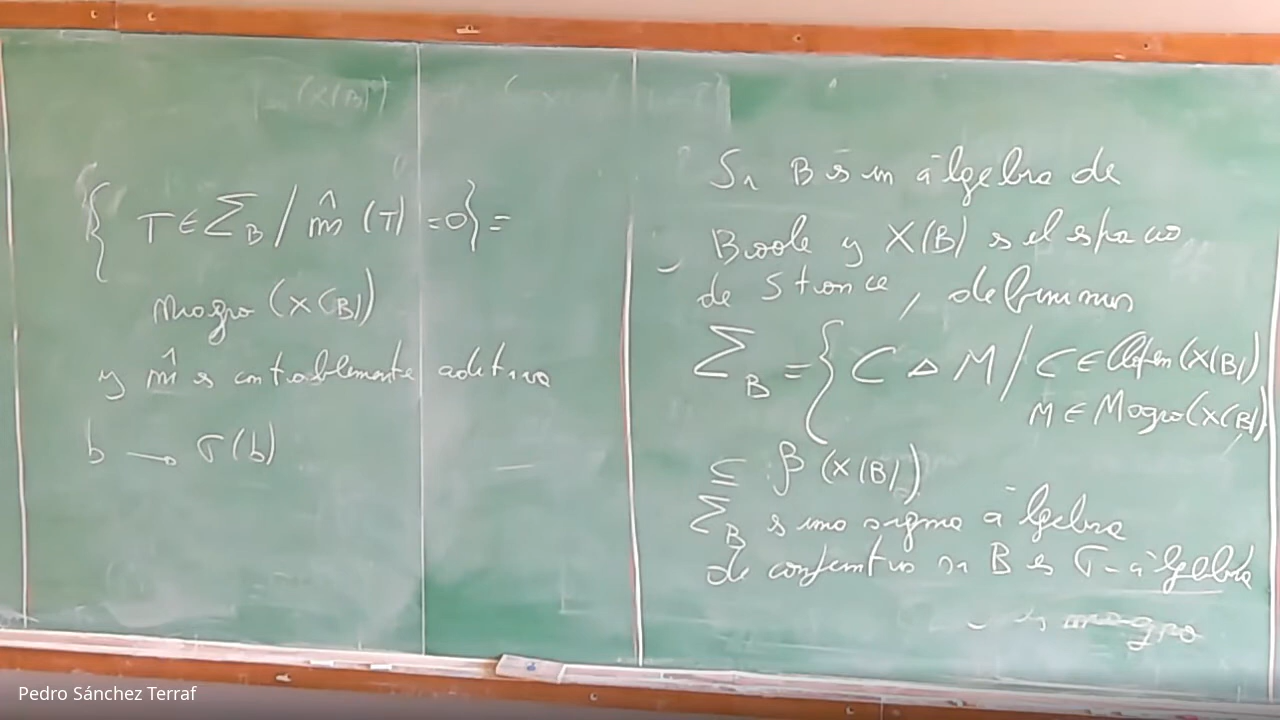 { T ∈ Σ_B / m̂ (T) = 0 } =
Magro (X(B))
y m̂ es contablemente aditiva
b → σ(b)
Si B es un álgebra de
Boole y X(B) es el espacio
de Stone, definimos
Σ_B = { C Δ M / C ∈ Clopen (X(B))
M ∈ Magro(X(B))
⊆ β (X(B))
Σ_B es una sigma álgebra
de conjuntos si B es σ-álgebra
magro
(X(B))
Pedro Sánchez Terraf